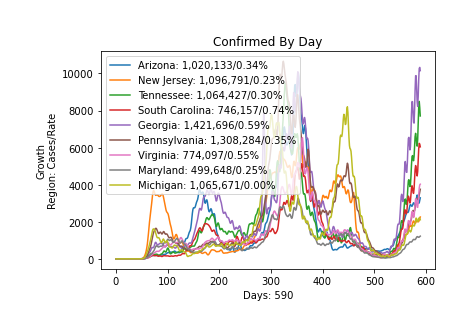 Confirmed By Day
Growth
Region: Cases/Rate
10000
8000
6000
4000
2000
0
Arizona: 1,020,133/0.34%
New Jersey: 1,096,791/0.23%
Tennessee: 1,064,427/0.30%
South Carolina: 746,157/0.74%
Georgia: 1,421,696/0.59%
Pennsylvania: 1,308,284/0.35%
Virginia: 774,097/0.55%
Maryland: 499,648/0.25%
Michigan: 1,065,671/0.00%
0 100 200 300 400 500 600
Days: 590